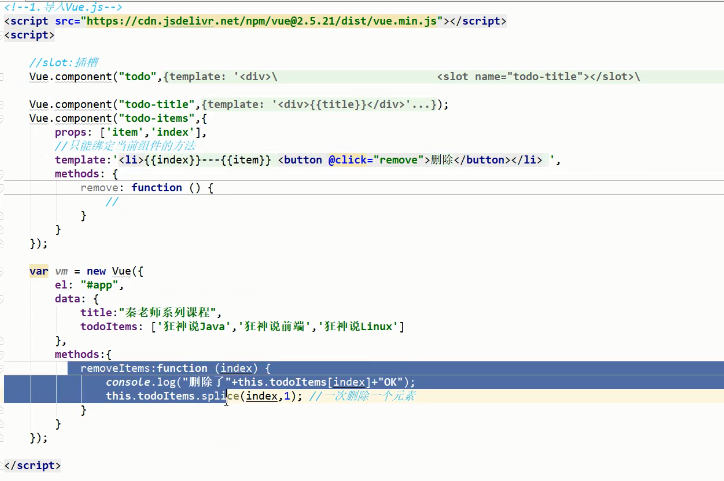 <!--1.导入Vue.js-->
<script src="https://cdn.jsdelivr.net/npm/vue@2.5.21/dist/vue.min.js"></script>
<script>
//slot:插槽
Vue.component("todo",{template: '<div>\ <slot name="todo-title"></slot>\
Vue.component("todo-title",{template: '<div>{{title}}</div>'...});
Vue.component("todo-items",{
props: ['item','index'],
//只能绑定当前组件的方法
template:'<li>{{index}}---{{item}} <button @click="remove">删除</button></li> ',
methods: {
remove: function () {
//
}
}
});
var vm = new Vue({
el: "#app",
data: {
title:"秦老师系列课程",
todoItems: ['狂神说Java','狂神说前端','狂神说Linux']
},
methods:{
removeItems:function (index) {
console.log("删除了"+this.todoItems[index]+"OK");
this.todoItems.splice(index,1); //一次删除一个元素
}
}
});
</script>